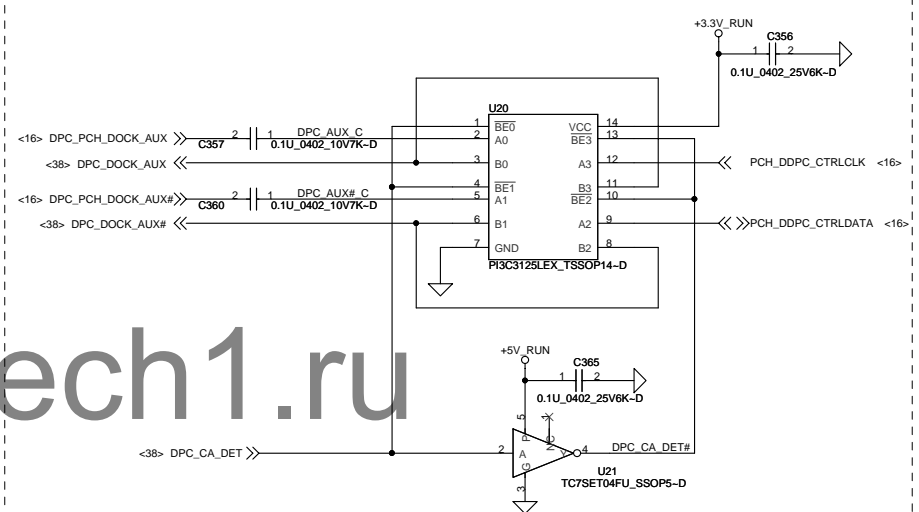 +3.3V_RUN
C356
1 2
0.1U_0402_25V6K~D
U20
<16> DPC_PCH_DOCK_AUX 2 1 DPC_AUX_C
C357 0.1U_0402_10V7K~D
<38> DPC_DOCK_AUX
<16> DPC_PCH_DOCK_AUX# 2 1 DPC_AUX#_C
C360 0.1U_0402_10V7K~D
<38> DPC_DOCK_AUX#
1 BE0 VCC 14
2 A0 BE3 13
3 B0 A3 12
4 BE1 B3 11
5 A1 BE2 10
6 B1 A2 9
7 GND B2 8
PI3C3125LEX_TSSOP14~D
PCH_DDPC_CTRLCLK <16>
PCH_DDPC_CTRLDATA <16>
ech1.ru
+5V_RUN
C365
1 2
0.1U_0402_25V6K~D
<38> DPC_CA_DET
5 P
NC 1
2 A Y 4
G 3
DPC_CA_DET#
U21
TC7SET04FU_SSOP5~D